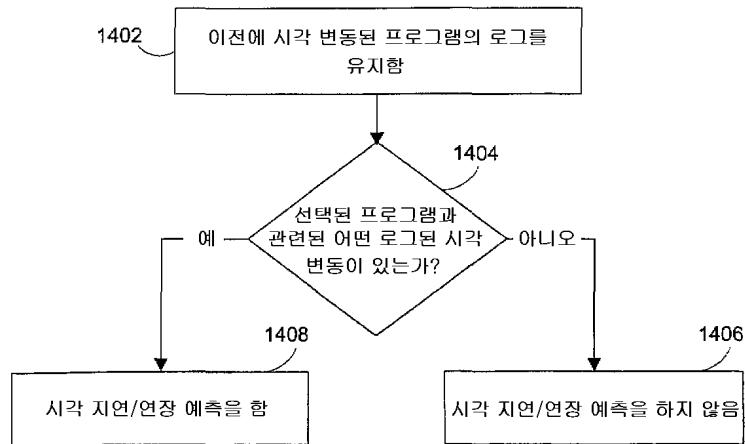 1402
이전에 시각 변동된 프로그램의 로그를
유지함
1404
선택된 프로그램과
관련된 어떤 로그된 시각
변동이 있는가?
예
아니오
1408
시각 지연/연장 예측을 함
1406
시각 지연/연장 예측을 하지 않음